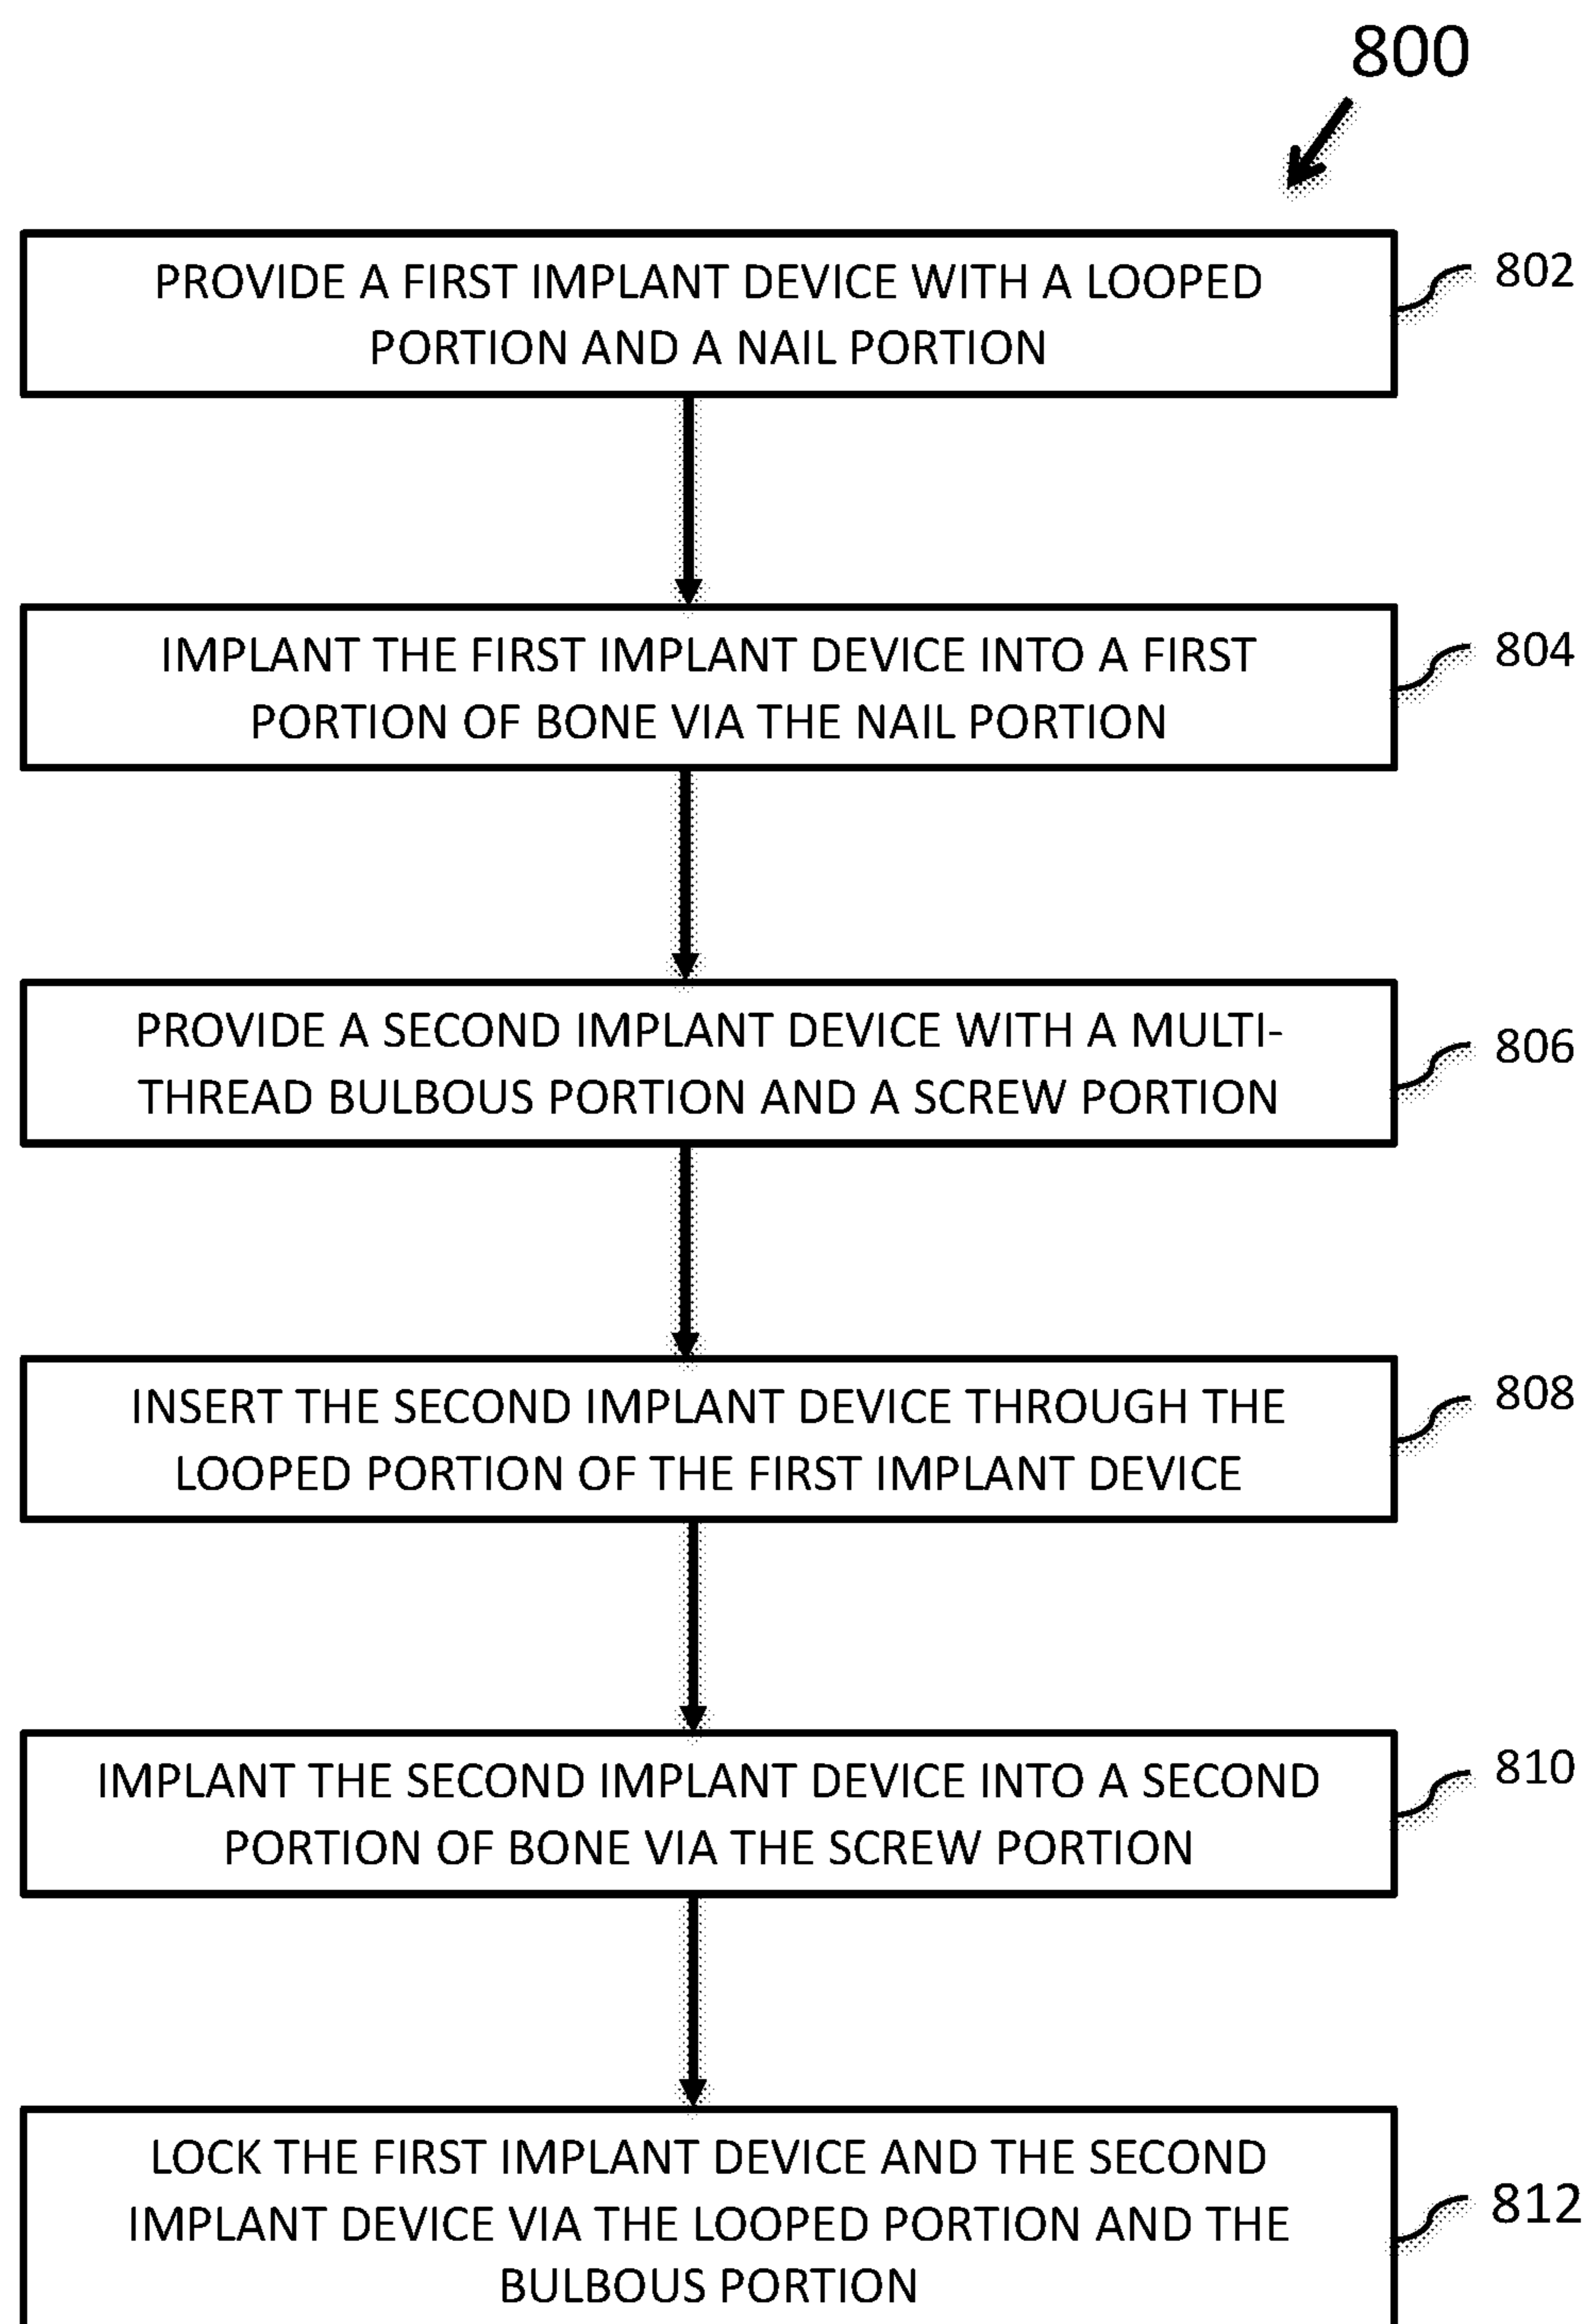 800
PROVIDE A FIRST IMPLANT DEVICE WITH A LOOPED
PORTION AND A NAIL PORTION
802
IMPLANT THE FIRST IMPLANT DEVICE INTO A FIRST
PORTION OF BONE VIA THE NAIL PORTION
804
PROVIDE A SECOND IMPLANT DEVICE WITH A MULTI-
THREAD BULBOUS PORTION AND A SCREW PORTION
806
INSERT THE SECOND IMPLANT DEVICE THROUGH THE
LOOPED PORTION OF THE FIRST IMPLANT DEVICE
808
IMPLANT THE SECOND IMPLANT DEVICE INTO A SECOND
PORTION OF BONE VIA THE SCREW PORTION
810
LOCK THE FIRST IMPLANT DEVICE AND THE SECOND
IMPLANT DEVICE VIA THE LOOPED PORTION AND THE
BULBOUS PORTION
812